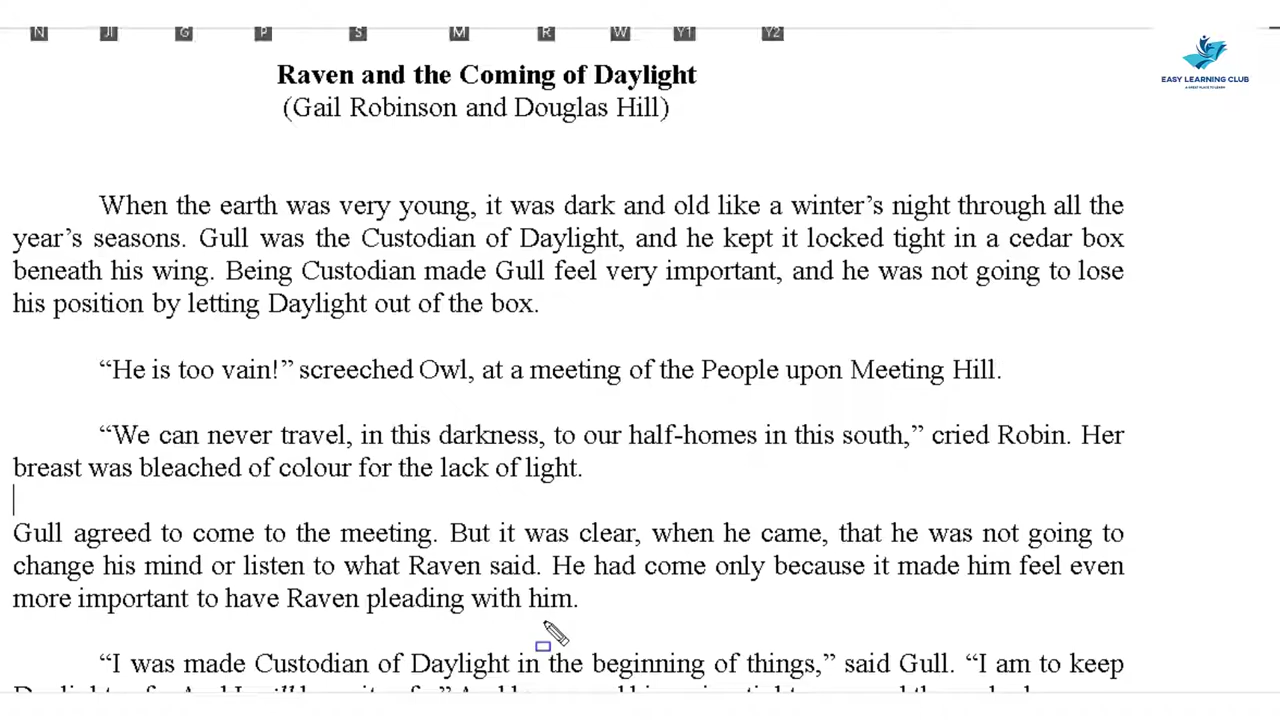 N JI G P S M R W Y1 Y2
EASY LEARNING CLUB
A GREAT PLACE TO LEARN
Raven and the Coming of Daylight
(Gail Robinson and Douglas Hill)
When the earth was very young, it was dark and old like a winter’s night through all the
year’s seasons. Gull was the Custodian of Daylight, and he kept it locked tight in a cedar box
beneath his wing. Being Custodian made Gull feel very important, and he was not going to lose
his position by letting Daylight out of the box.
“He is too vain!” screeched Owl, at a meeting of the People upon Meeting Hill.
“We can never travel, in this darkness, to our half-homes in this south,” cried Robin. Her
breast was bleached of colour for the lack of light.
Gull agreed to come to the meeting. But it was clear, when he came, that he was not going to
change his mind or listen to what Raven said. He had come only because it made him feel even
more important to have Raven pleading with him.
“I was made Custodian of Daylight in the beginning of things,” said Gull. “I am to keep